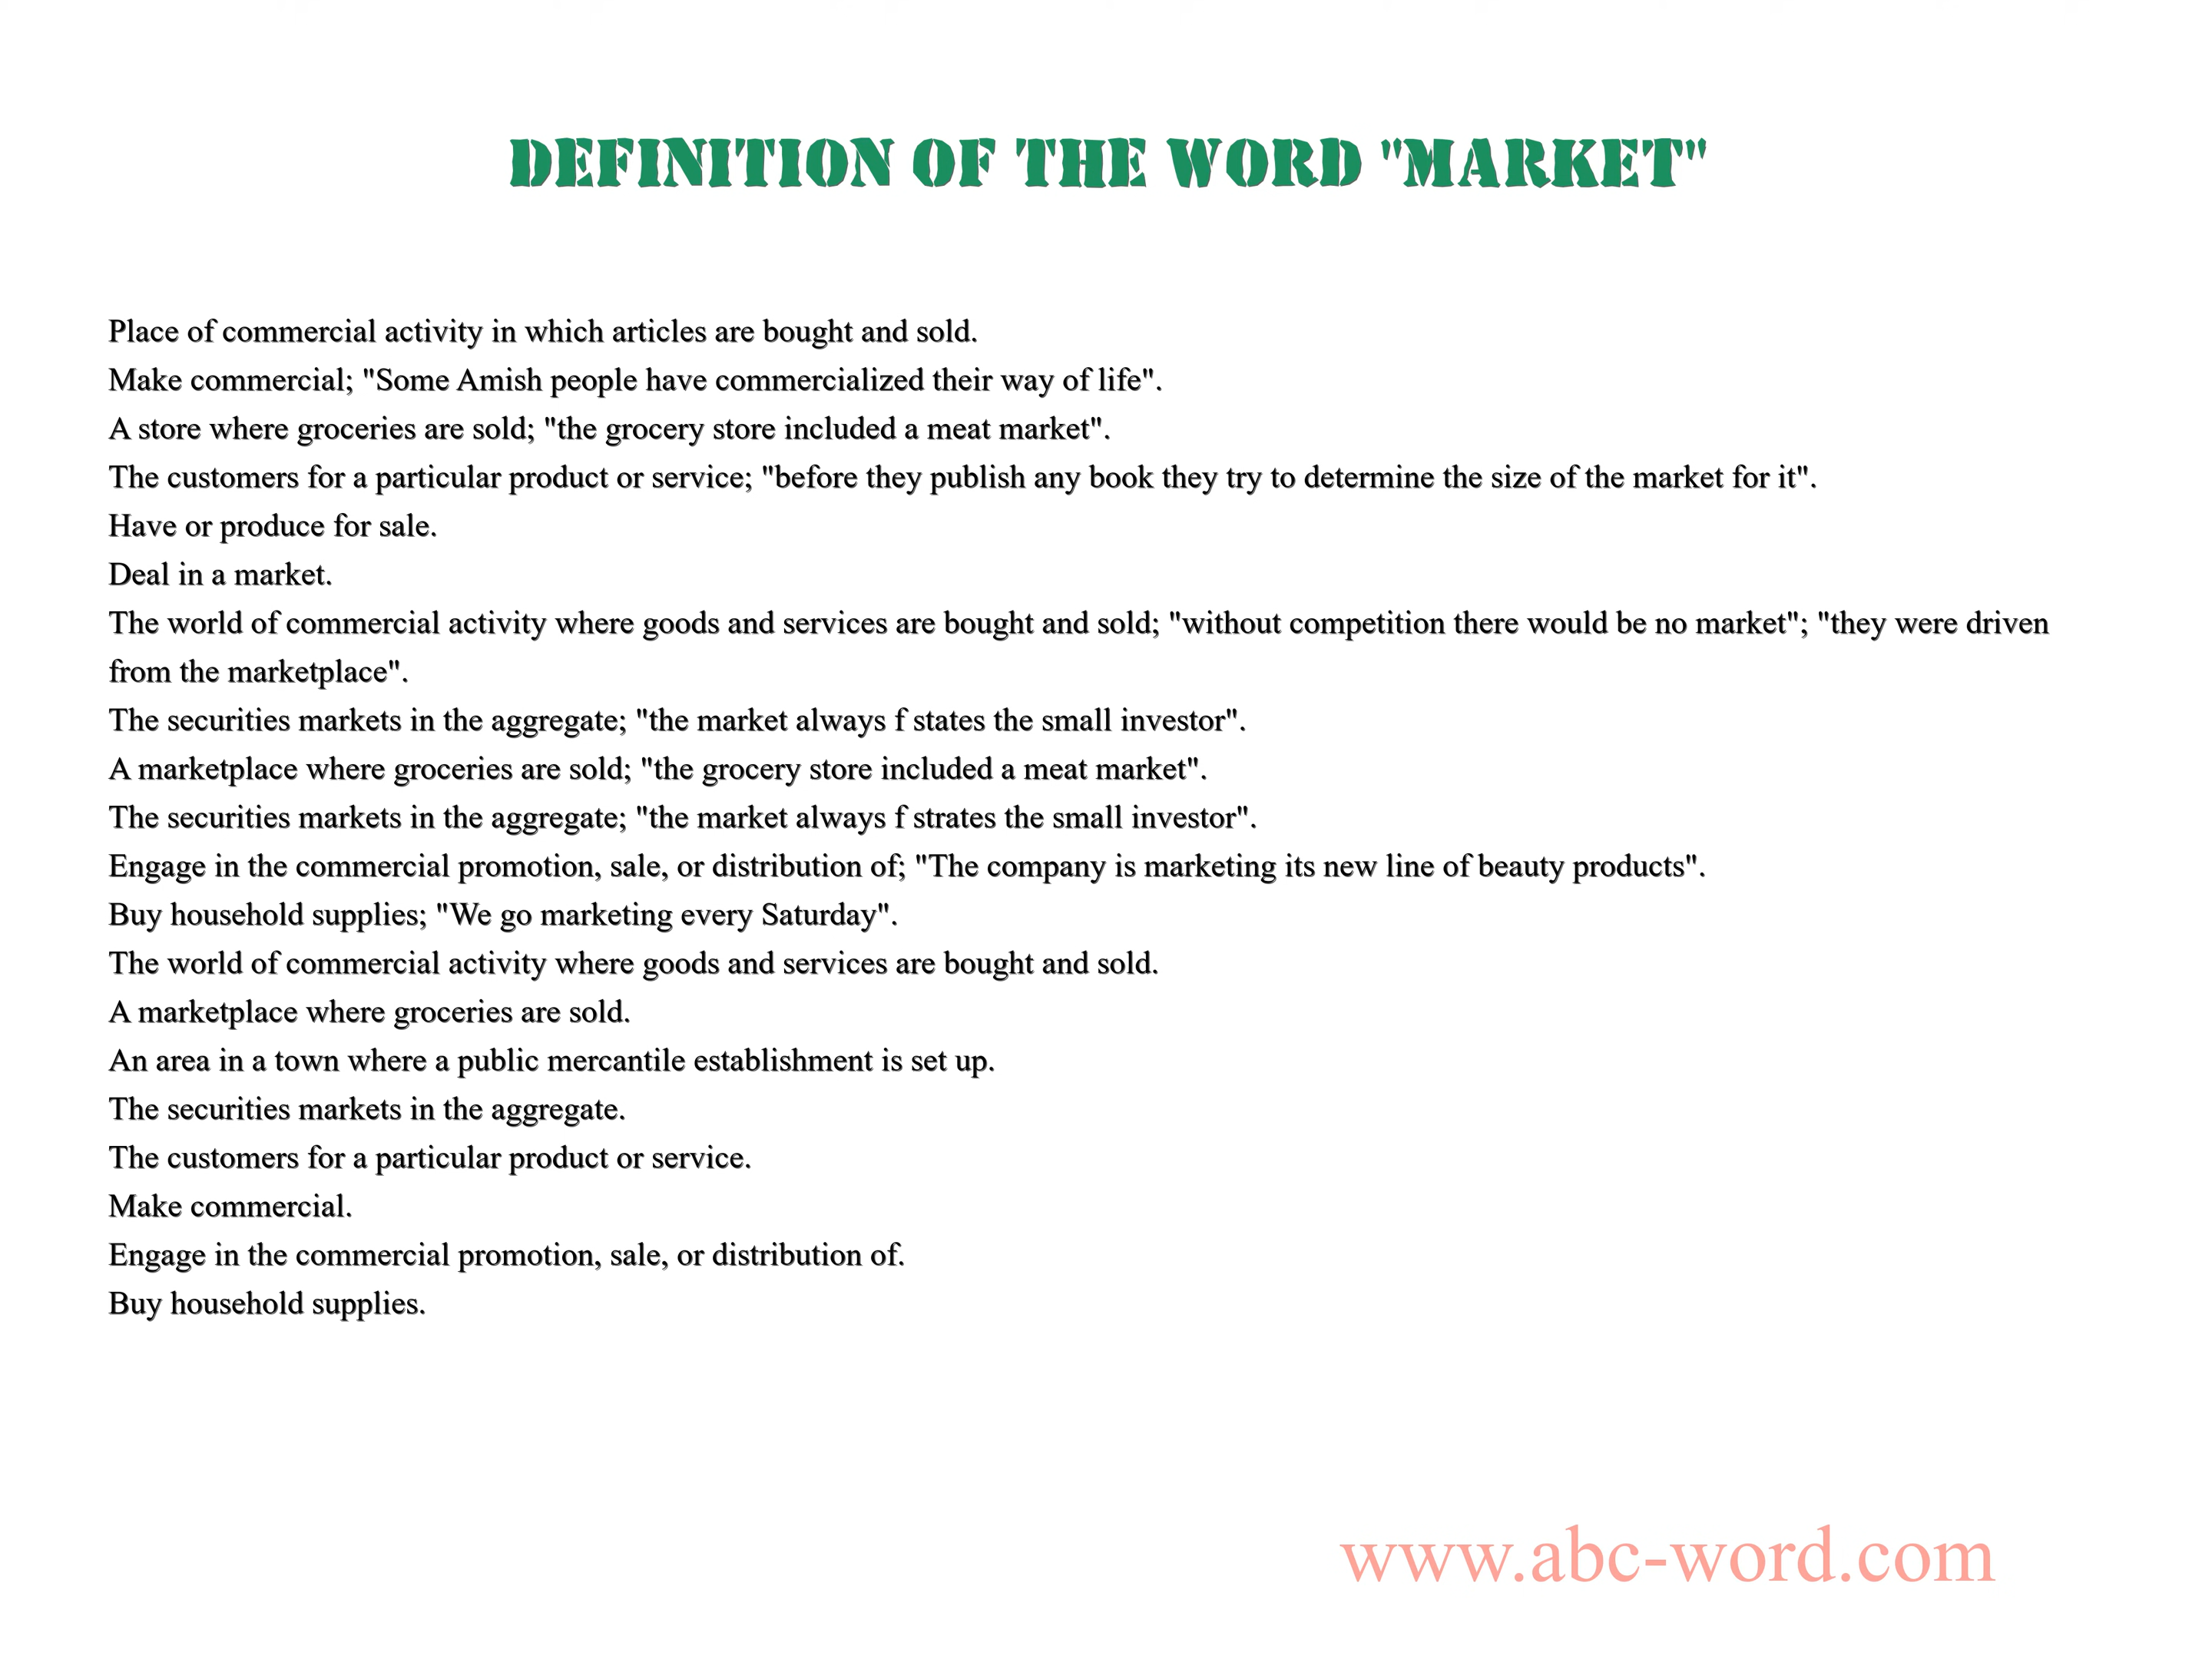 DEFINITION OF THE WORD "MARKET"
Place of commercial activity in which articles are bought and sold.
Make commercial; "Some Amish people have commercialized their way of life".
A store where groceries are sold; "the grocery store included a meat market".
The customers for a particular product or service; "before they publish any book they try to determine the size of the market for it".
Have or produce for sale.
Deal in a market.
The world of commercial activity where goods and services are bought and sold; "without competition there would be no market"; "they were driven
from the marketplace".
The securities markets in the aggregate; "the market always f states the small investor".
A marketplace where groceries are sold; "the grocery store included a meat market".
The securities markets in the aggregate; "the market always f strates the small investor".
Engage in the commercial promotion, sale, or distribution of; "The company is marketing its new line of beauty products".
Buy household supplies; "We go marketing every Saturday".
The world of commercial activity where goods and services are bought and sold.
A marketplace where groceries are sold.
An area in a town where a public mercantile establishment is set up.
The securities markets in the aggregate.
The customers for a particular product or service.
Make commercial.
Engage in the commercial promotion, sale, or distribution of.
Buy household supplies.
www.abc-word.com